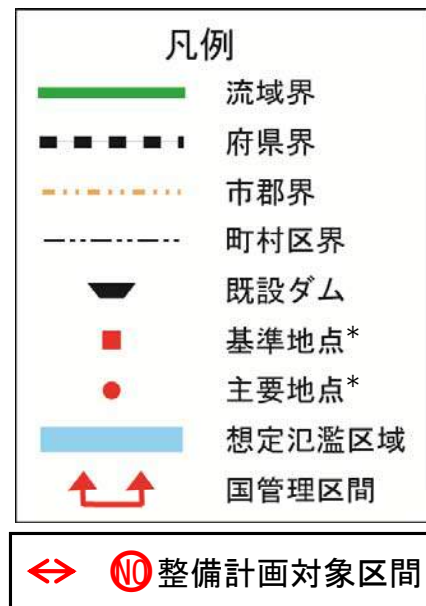 凡例
流域界
府県界
市郡界
町村区界
既設ダム
基準地点*
主要地点*
想定氾濫区域
国管理区間
NO 整備計画対象区間